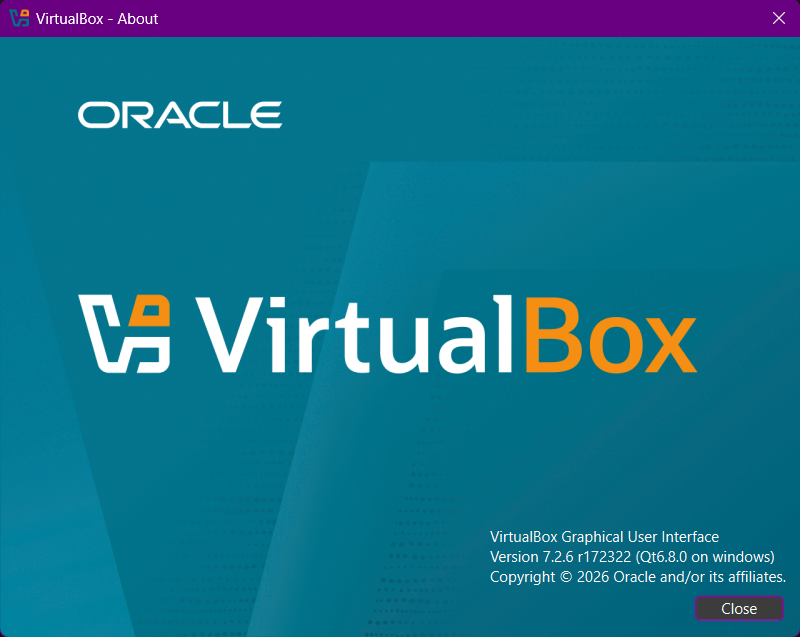 VirtualBox - About
ORACLE
VirtualBox
VirtualBox Graphical User Interface
Version 7.2.6 r172322 (Qt6.8.0 on windows)
Copyright © 2026 Oracle and/or its affiliates.
Close